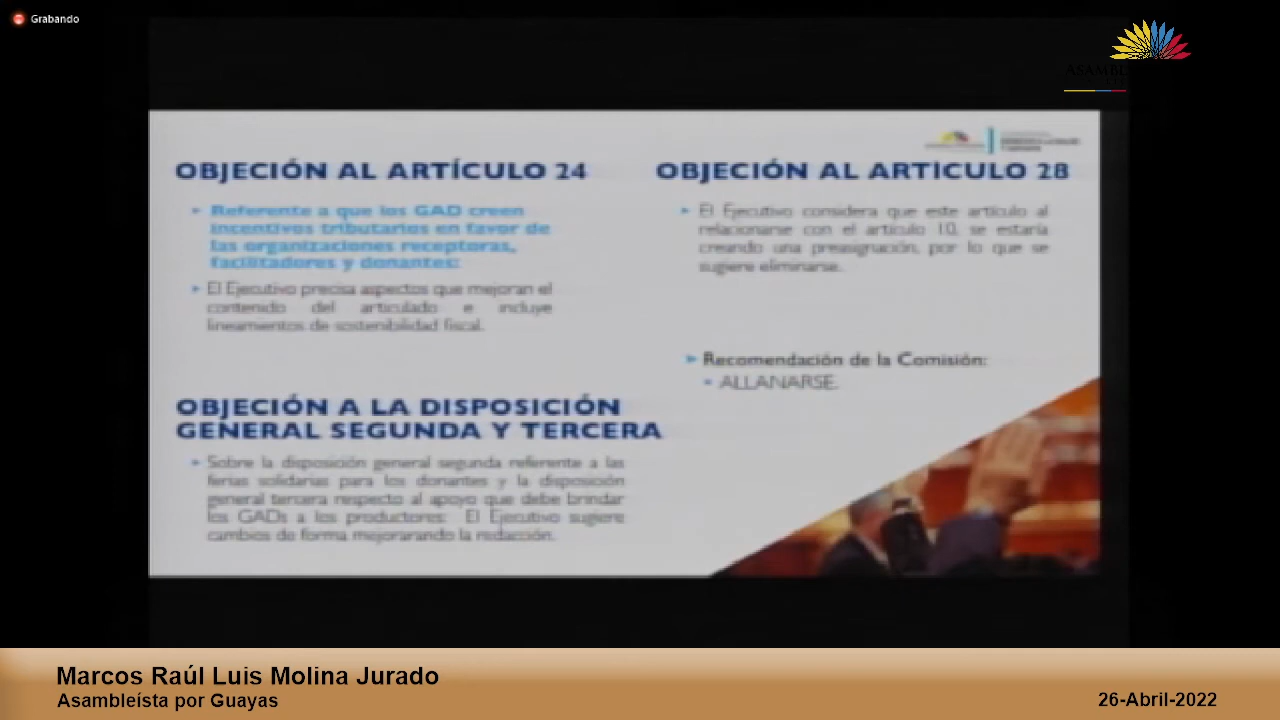 Grabando
ASAMB
OBJECIÓN AL ARTÍCULO 24
Referente a que los GAD creen
incentivos tributarios en favor de
las organizaciones receptoras,
facilitadores y donantes:
El Ejecutivo precisa aspectos que mejoran el
contenido del articulado e incluye
lineamientos de sostenibilidad fiscal.
OBJECIÓN A LA DISPOSICIÓN
GENERAL SEGUNDA Y TERCERA
Sobre la disposición general segunda referente a las
ferias solidarias para los donantes y la disposición
general tersera respecto al apoyo que debe brindar
los GADs a los productores: El Ejecutivo sugiere
cambios de forma mejorarando la redacción.
OBJECIÓN AL ARTÍCULO 28
El Ejecutivo considera que este artículo al
relacionarse con el artículo 10, se estaría
creando una preasignación, por lo que se
sugiere eliminarse.
Recomendación de la Comisión:
ALLANARSE.
Marcos Raúl Luis Molina Jurado
Asambleísta por Guayas
26-Abril-2022